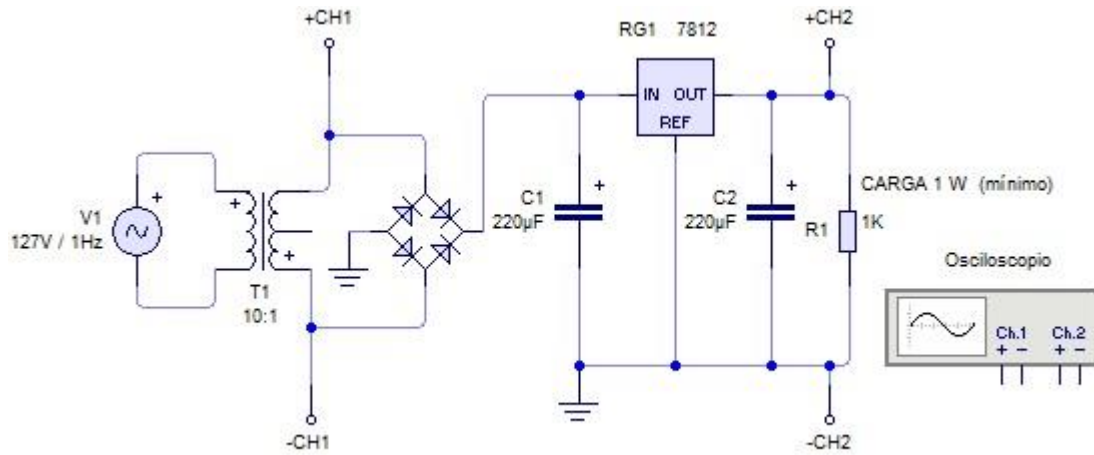 +CH1
RG1 7812
+CH2
IN OUT
REF
+
V1
127V / 1Hz
+
+
T1
10:1
C1
220µF
+
C2
220µF
+
CARGA 1 W (mínimo)
R1
1K
Osciloscopio
Ch.1 Ch.2
+ − + −
-CH1
-CH2